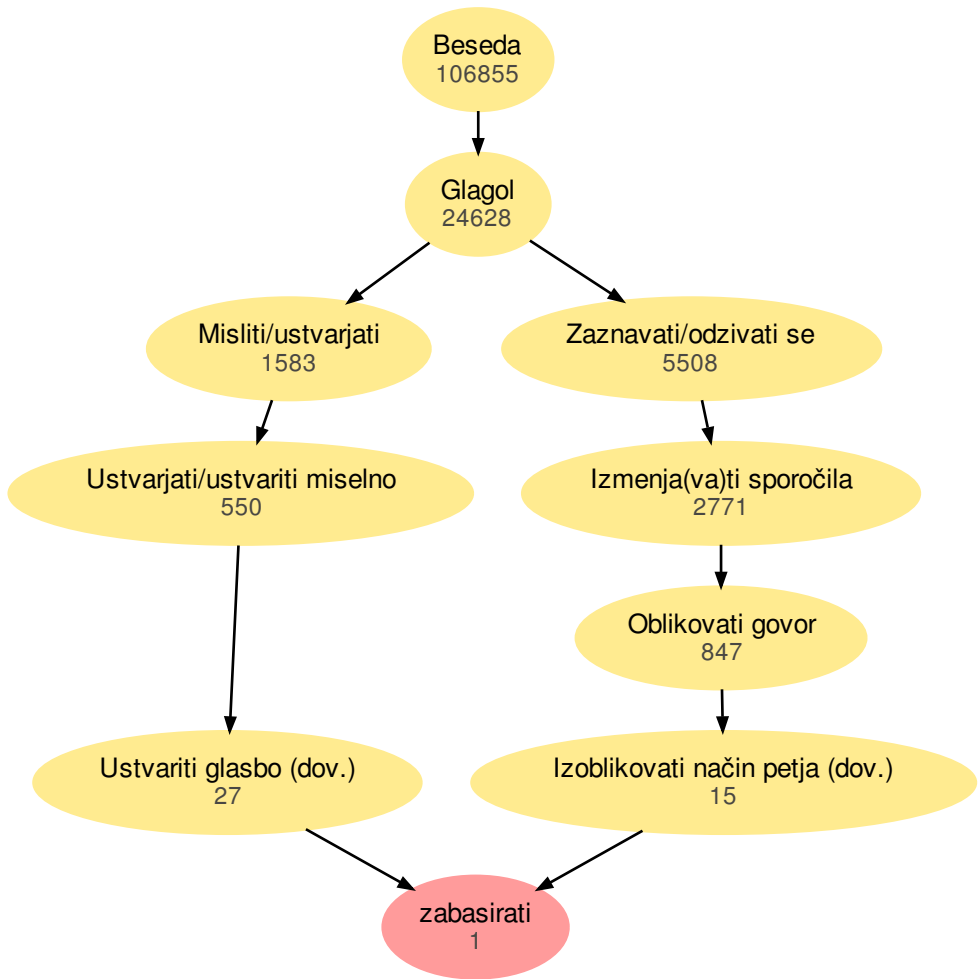 Beseda
106855
Glagol
24628
Misliti/ustvarjati
1583
Zaznavati/odzivati se
5508
Ustvarjati/ustvariti miselno
550
Izmenja(va)ti sporočila
2771
Oblikovati govor
847
Ustvariti glasbo (dov.)
27
Izoblikovati način petja (dov.)
15
zabasirati
1